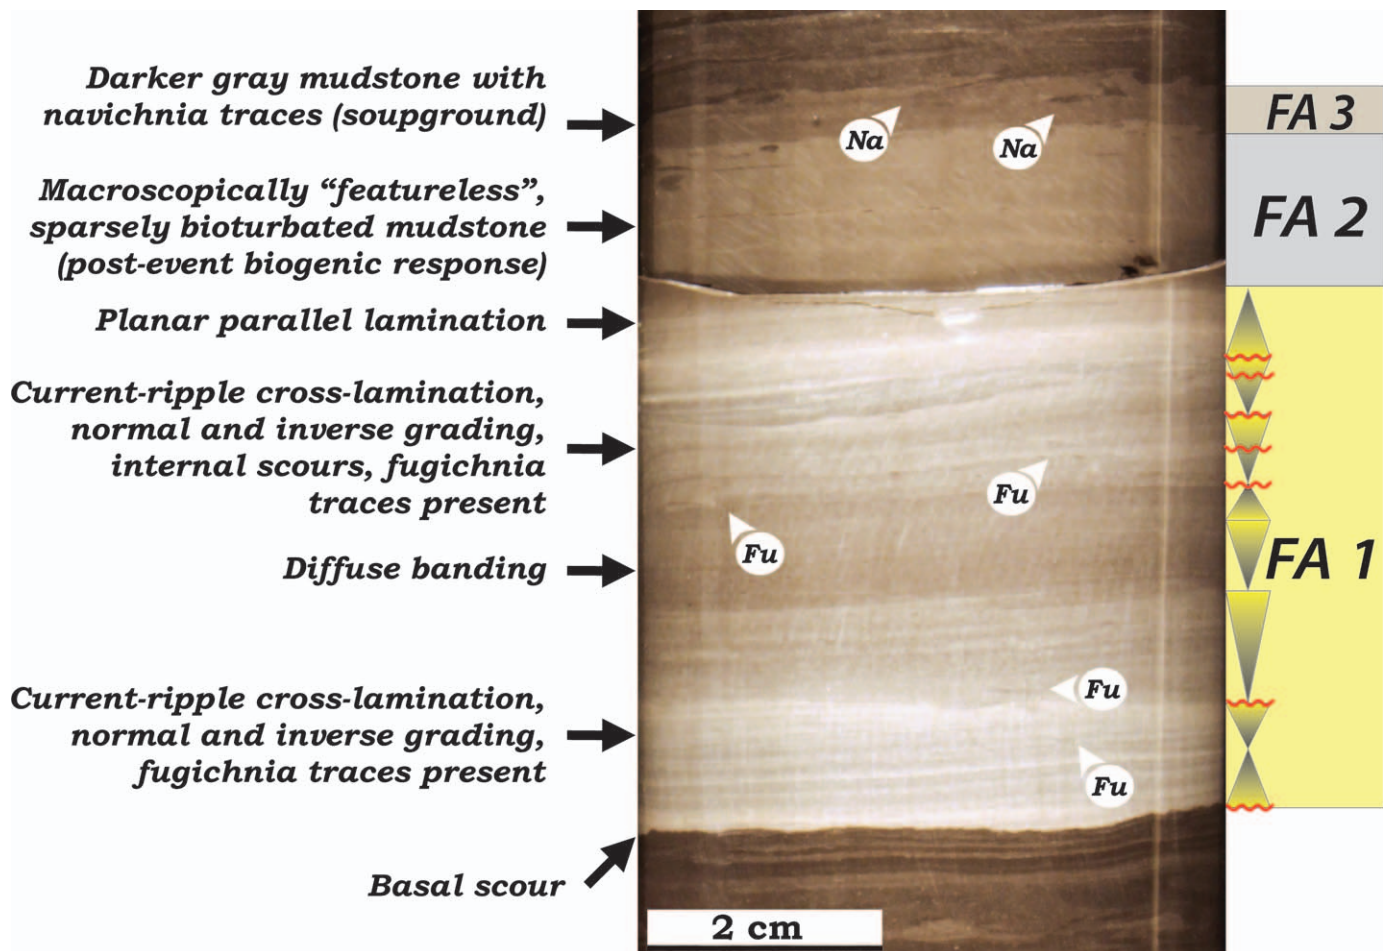 Darker gray mudstone with
navichnia traces (soupground)
Macroscopically “featureless”,
sparsely bioturbated mudstone
(post-event biogenic response)
Planar parallel lamination
Current-ripple cross-lamination,
normal and inverse grading,
internal scours, fugichnia
traces present
Diffuse banding
Current-ripple cross-lamination,
normal and inverse grading,
fugichnia traces present
Basal scour
Na
Na
Fu
Fu
Fu
Fu
2 cm
FA 3
FA 2
FA 1